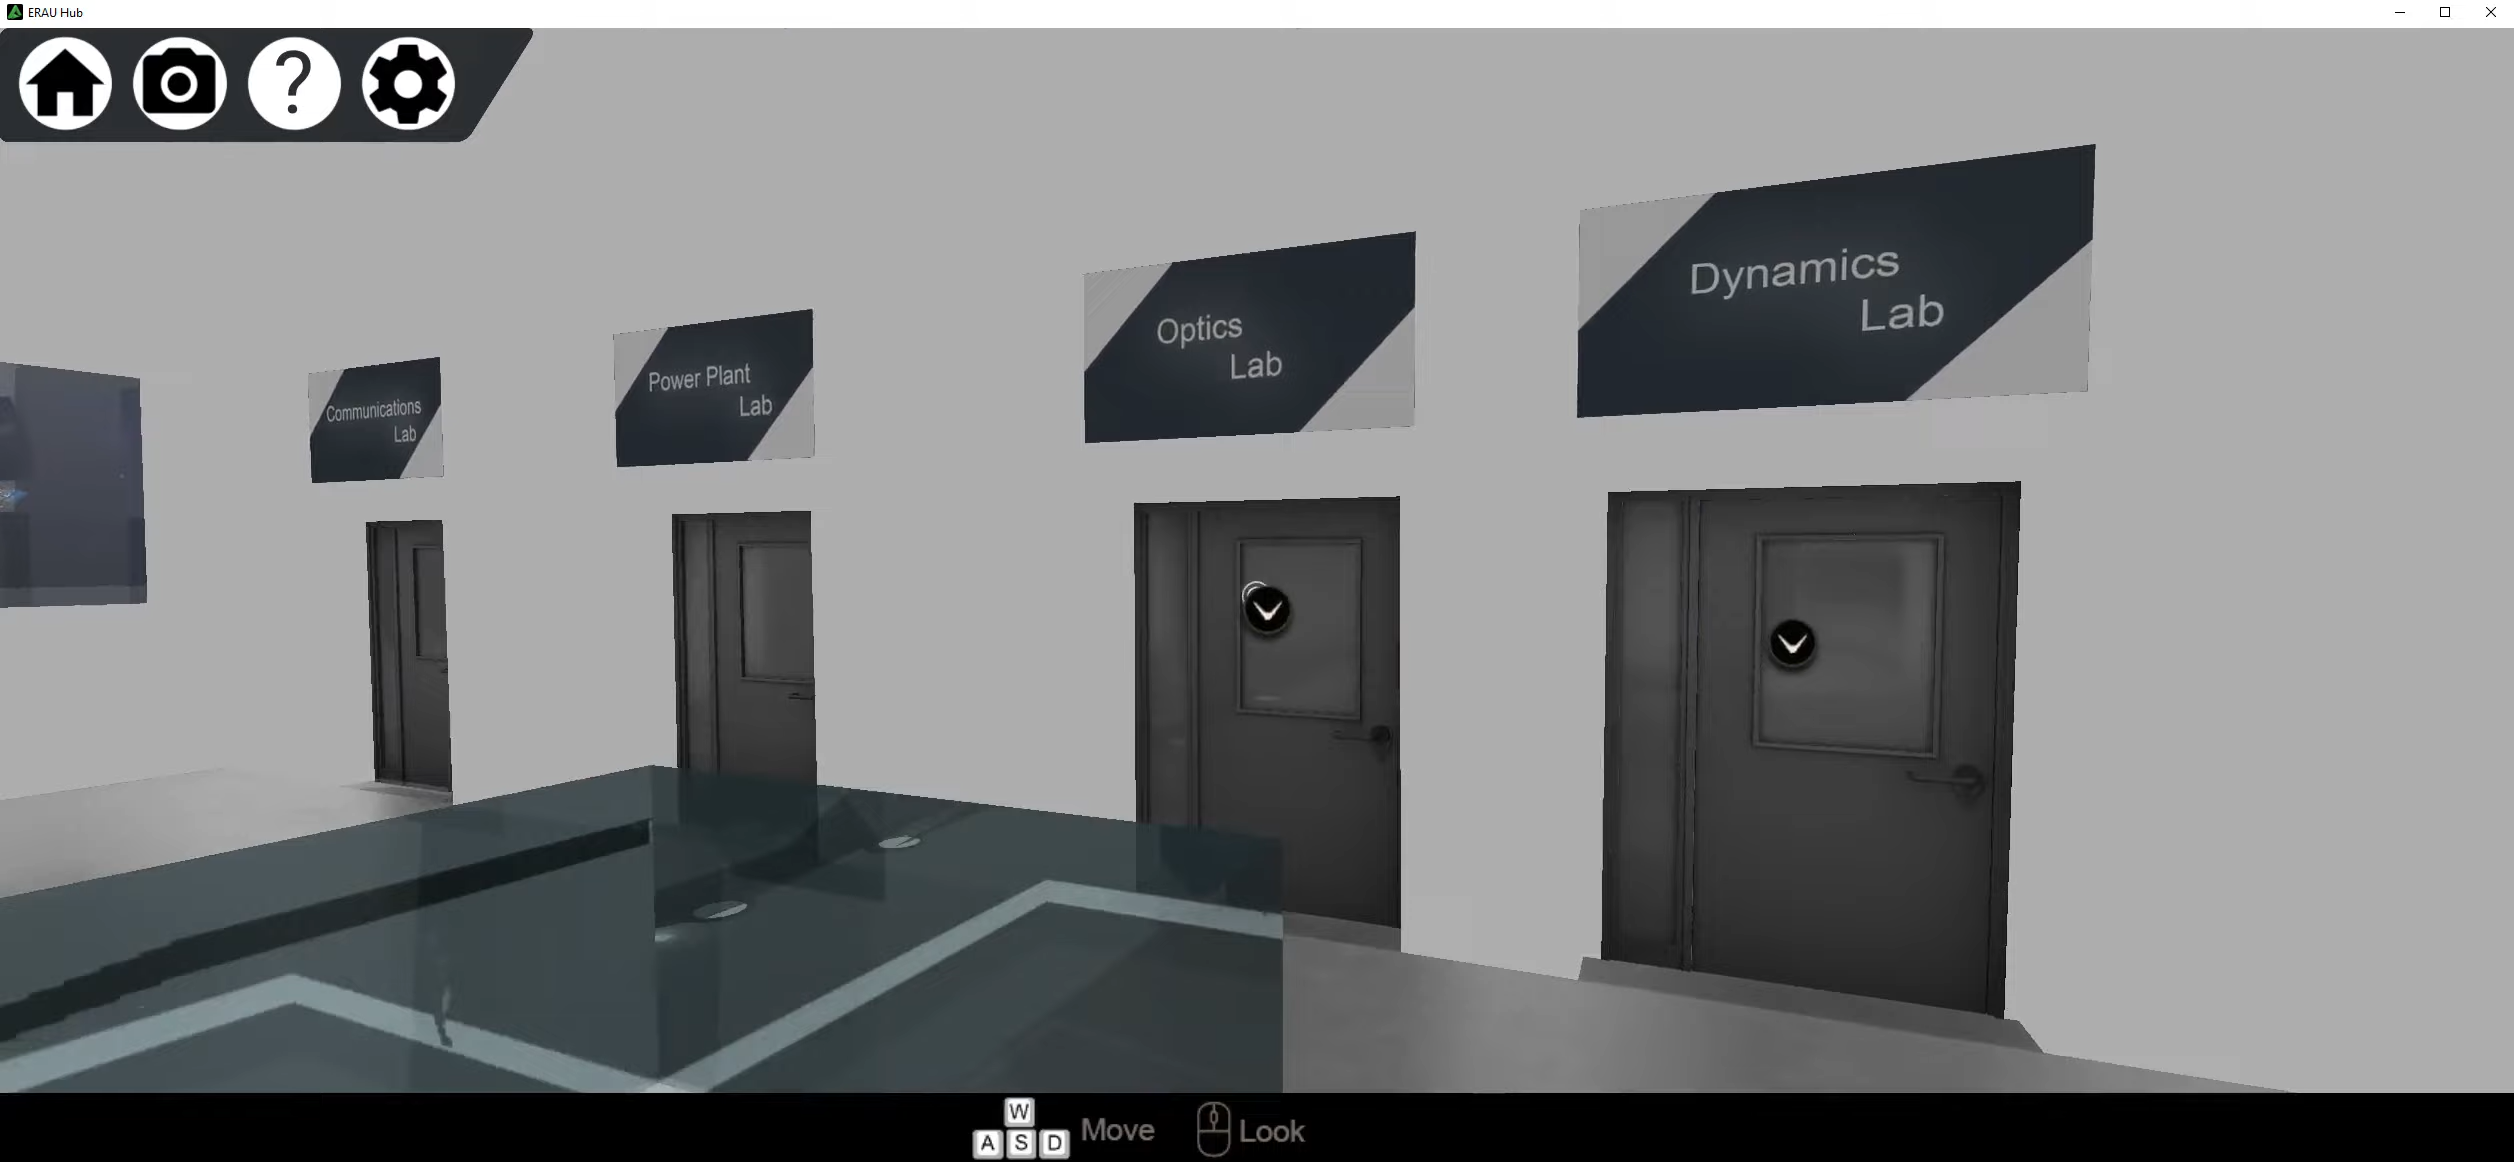 ERAU Hub
Communications
Lab
Power Plant
Lab
Optics
Lab
Dynamics
Lab
W
A S D Move Look